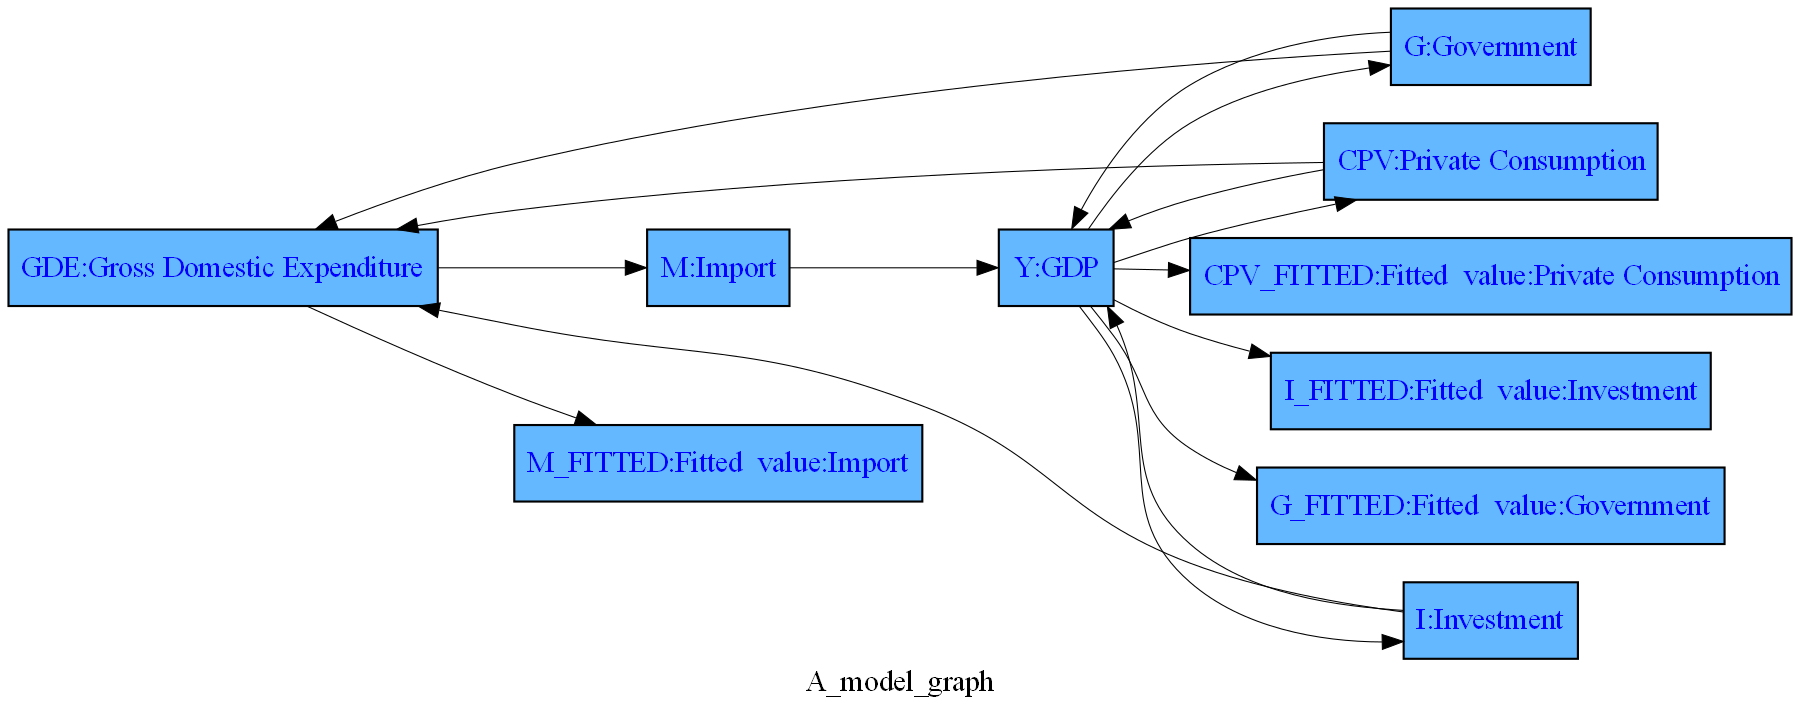 G:Government
CPV:Private Consumption
GDE:Gross Domestic Expenditure
M:Import
Y:GDP
CPV_FITTED:Fitted  value:Private Consumption
I_FITTED:Fitted  value:Investment
M_FITTED:Fitted  value:Import
G_FITTED:Fitted  value:Government
I:Investment
A_model_graph